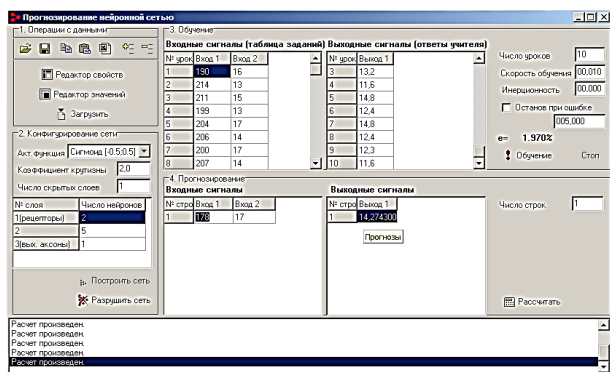 Прогнозирование нейронной сетью
1. Операции с данными
Редактор свойств
Редактор значений
Загрузить
2. Конфигурирование сети
Акт.функция Сигмоид [-0.5;0.5]
Коэффициент крутизны 2,0
Число скрытых слоев 1
№ слоя Число нейронов
1(рецепторы) 2
2 5
3(вых. аксоны) 1
Построить сеть
Разрушить сеть
3. Обучение
Входные сигналы (таблица заданий) Выходные сигналы (ответы учителя)
№ урок Вход 1 Вход 2
1 190 16
2 214 13
3 211 15
4 199 13
5 204 17
6 206 14
7 200 17
8 207 14
№ урок Выход 1
3 13,2
4 11,6
5 14,8
6 12,4
7 14,8
8 12,4
9 12,3
10 11,6
Число уроков 10
Скорость обучения 00,010
Инерционность 00,000
Останов при ошибке
005,000
e= 1.970%
Обучение Стоп
4. Прогнозирование
Входные сигналы Выходные сигналы
№ стро Вход 1 Вход 2
1 178 17
№ стро Выход 1
1 14,274300
Прогнозы
Число строк 1
Рассчитать
Расчет произведен.
Расчет произведен.
Расчет произведен.
Расчет произведен.
Расчет произведен.